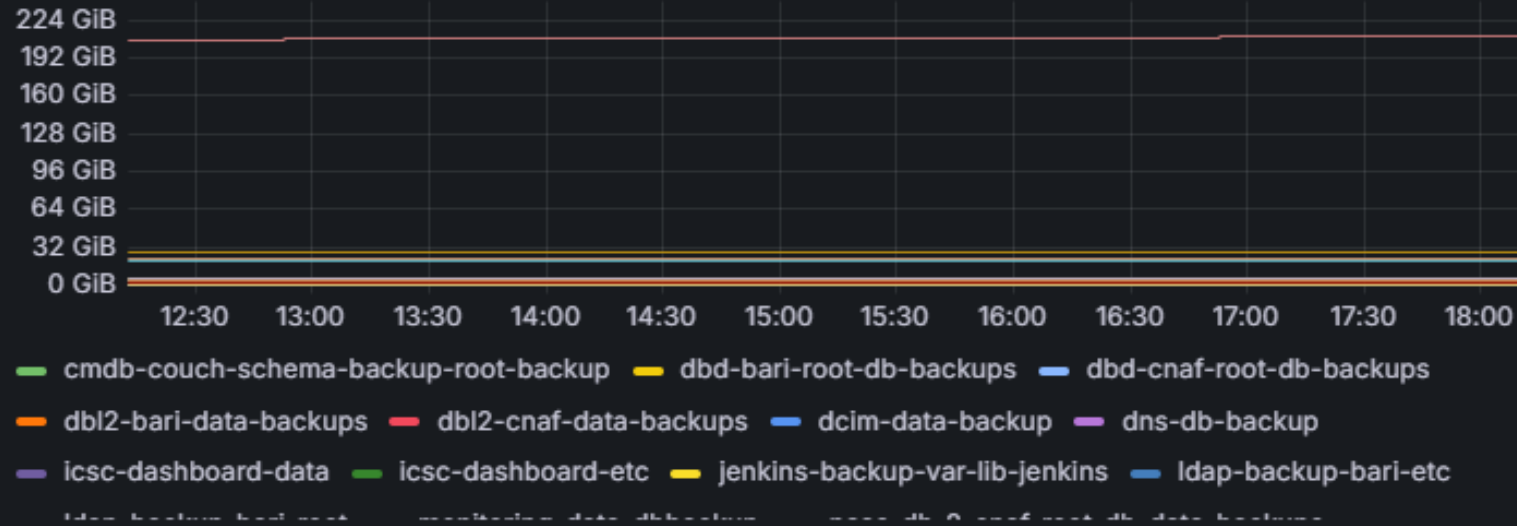 224 GiB
192 GiB
160 GiB
128 GiB
96 GiB
64 GiB
32 GiB
0 GiB
12:30 13:00 13:30 14:00 14:30 15:00 15:30 16:00 16:30 17:00 17:30 18:00
cmdb-couch-schema-backup-root-backup dbd-bari-root-db-backups dbd-cnaf-root-db-backups
dbl2-bari-data-backups dbl2-cnaf-data-backups dcim-data-backup dns-db-backup
icsc-dashboard-data icsc-dashboard-etc jenkins-backup-var-lib-jenkins ldap-backup-bari-etc